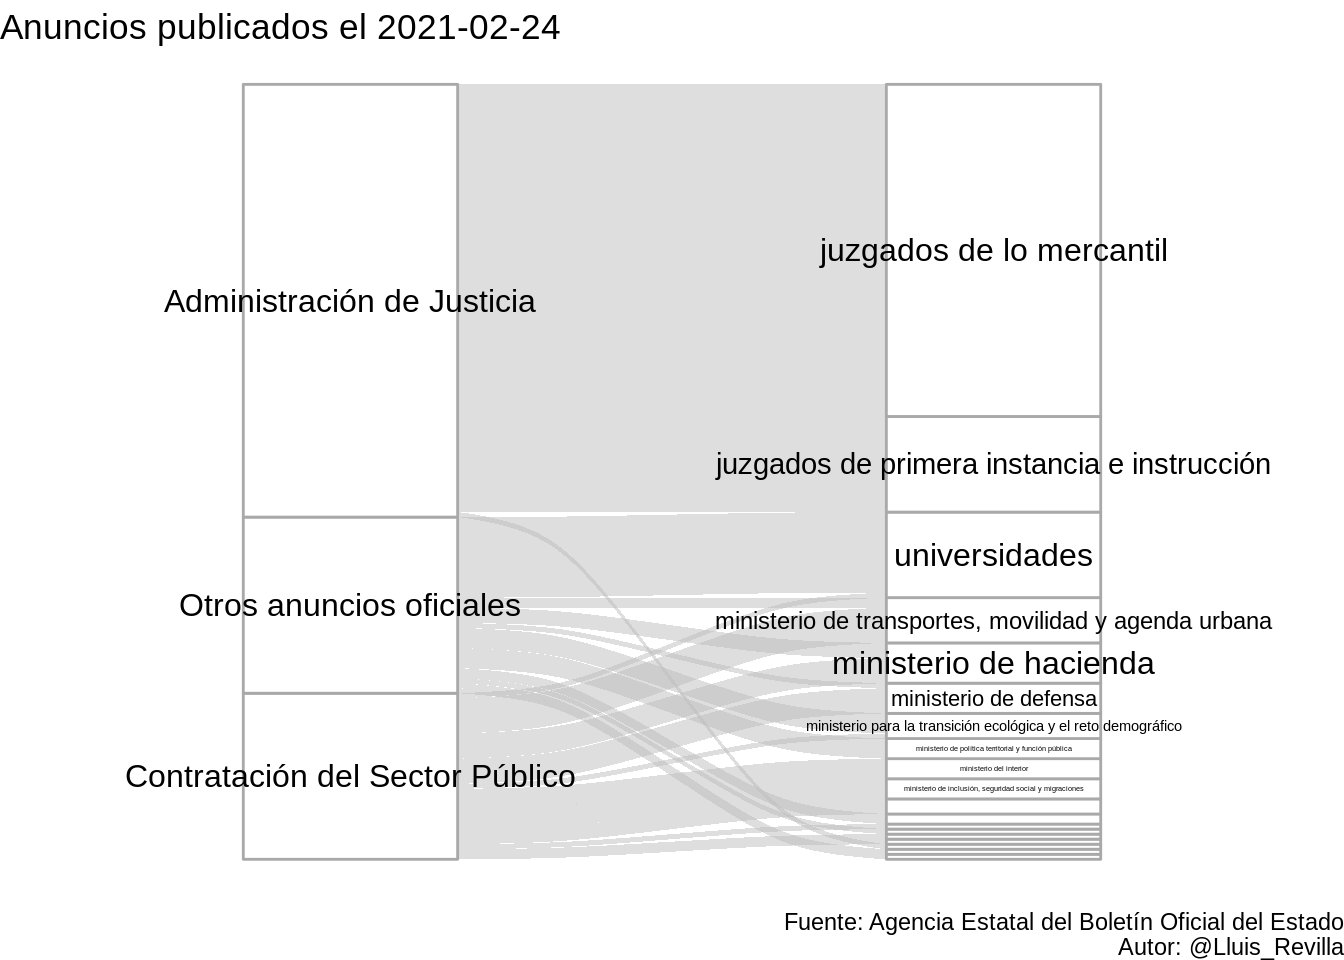 Anuncios publicados el 2021-02-24
Administración de Justicia
Otros anuncios oficiales
Contratación del Sector Público
juzgados de lo mercantil
juzgados de primera instancia e instrucción
universidades
ministerio de transportes, movilidad y agenda urbana
ministerio de hacienda
ministerio de defensa
ministerio para la transición ecológica y el reto demográfico
ministerio de política territorial y función pública
ministerio del interior
ministerio de inclusión, seguridad social y migraciones
Fuente: Agencia Estatal del Boletín Oficial del Estado
Autor: @Lluis_Revilla